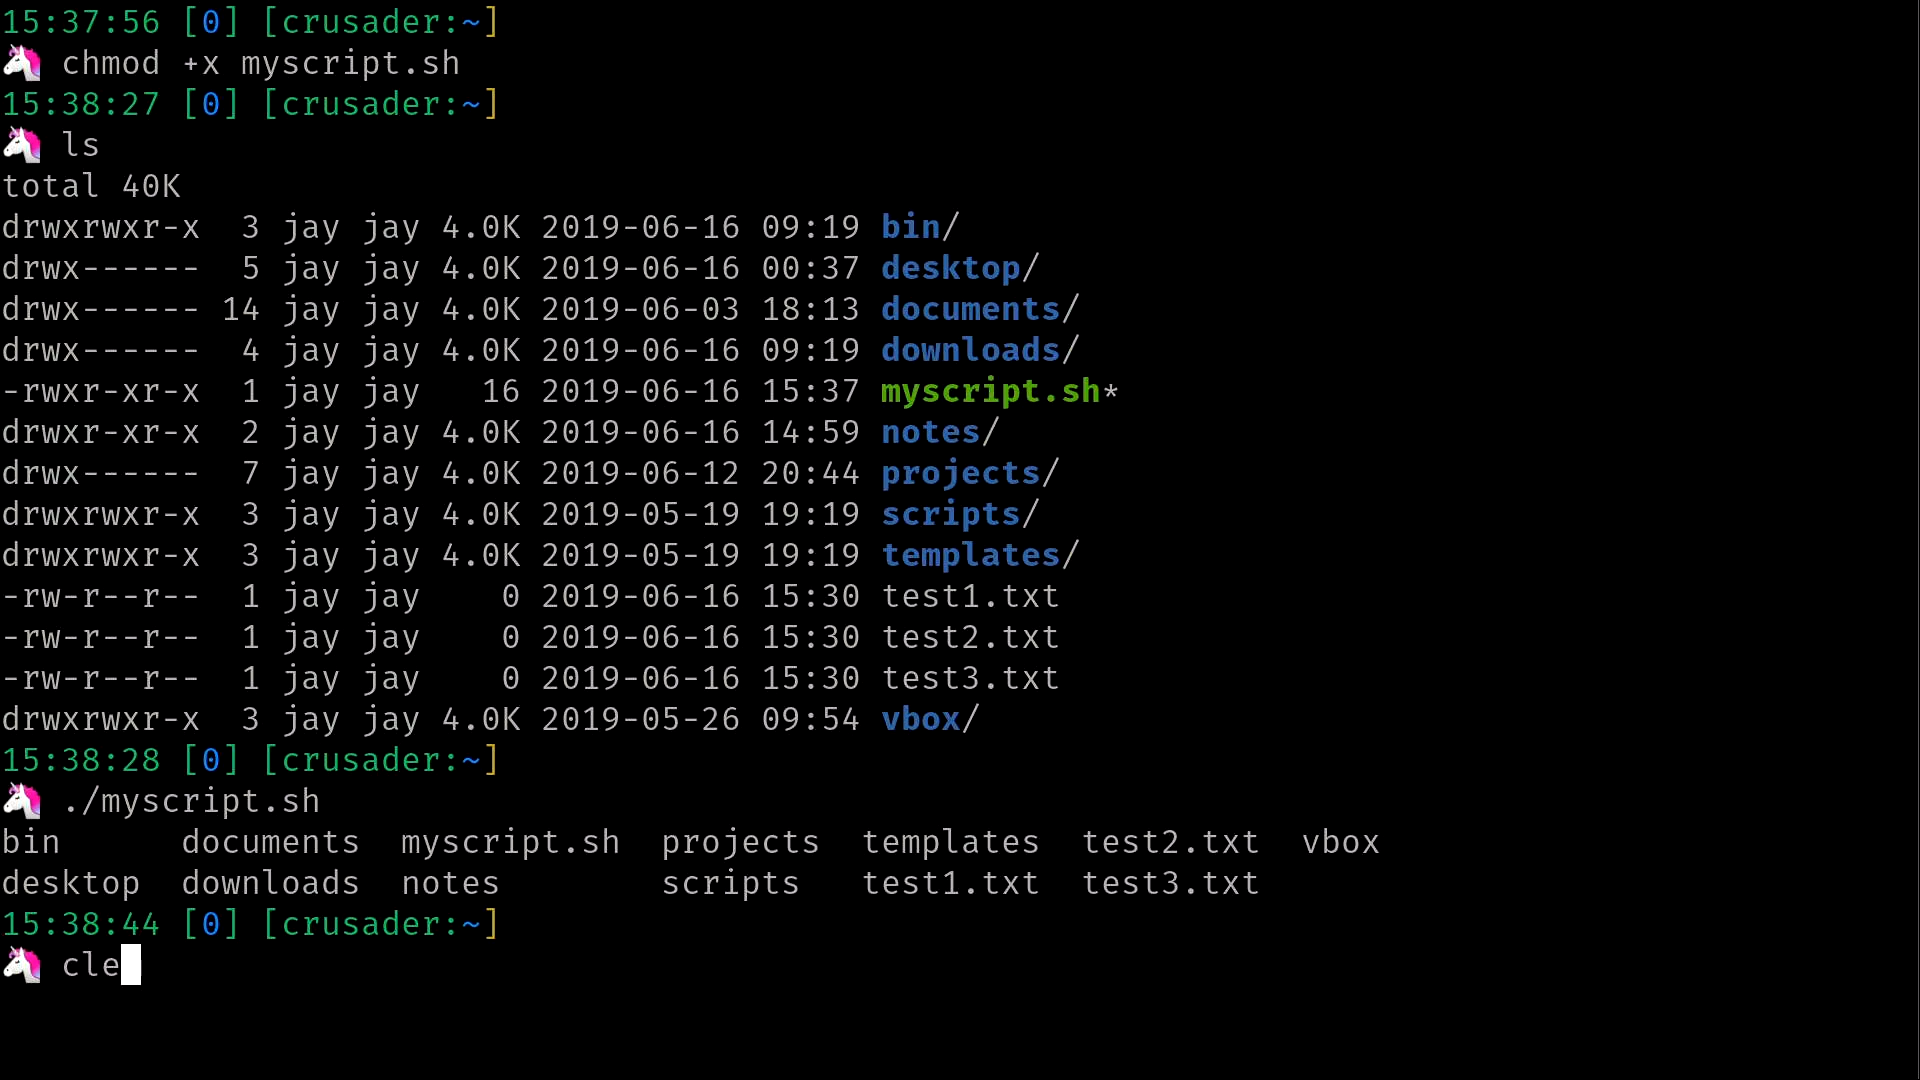 15:37:56 [0] [crusader:~]
🦄 chmod +x myscript.sh
15:38:27 [0] [crusader:~]
🦄 ls
total 40K
drwxrwxr-x  3 jay jay 4.0K 2019-06-16 09:19 bin/
drwx------  5 jay jay 4.0K 2019-06-16 00:37 desktop/
drwx------ 14 jay jay 4.0K 2019-06-03 18:13 documents/
drwx------  4 jay jay 4.0K 2019-06-16 09:19 downloads/
-rwxr-xr-x  1 jay jay   16 2019-06-16 15:37 myscript.sh*
drwxr-xr-x  2 jay jay 4.0K 2019-06-16 14:59 notes/
drwx------  7 jay jay 4.0K 2019-06-12 20:44 projects/
drwxrwxr-x  3 jay jay 4.0K 2019-05-19 19:19 scripts/
drwxrwxr-x  3 jay jay 4.0K 2019-05-19 19:19 templates/
-rw-r--r--  1 jay jay    0 2019-06-16 15:30 test1.txt
-rw-r--r--  1 jay jay    0 2019-06-16 15:30 test2.txt
-rw-r--r--  1 jay jay    0 2019-06-16 15:30 test3.txt
drwxrwxr-x  3 jay jay 4.0K 2019-05-26 09:54 vbox/
15:38:28 [0] [crusader:~]
🦄 ./myscript.sh
bin      documents  myscript.sh  projects  templates  test2.txt  vbox
desktop  downloads  notes        scripts   test1.txt  test3.txt
15:38:44 [0] [crusader:~]
🦄 cle